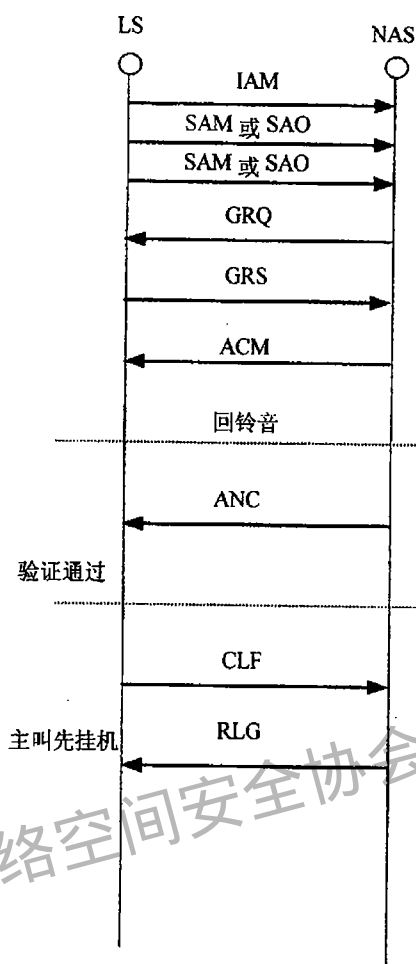 LS
NAS
IAM
SAM 或 SAO
SAM 或 SAO
GRQ
GRS
ACM
回铃音
ANC
验证通过
CLF
主叫先挂机
RLG
络空间安全协会